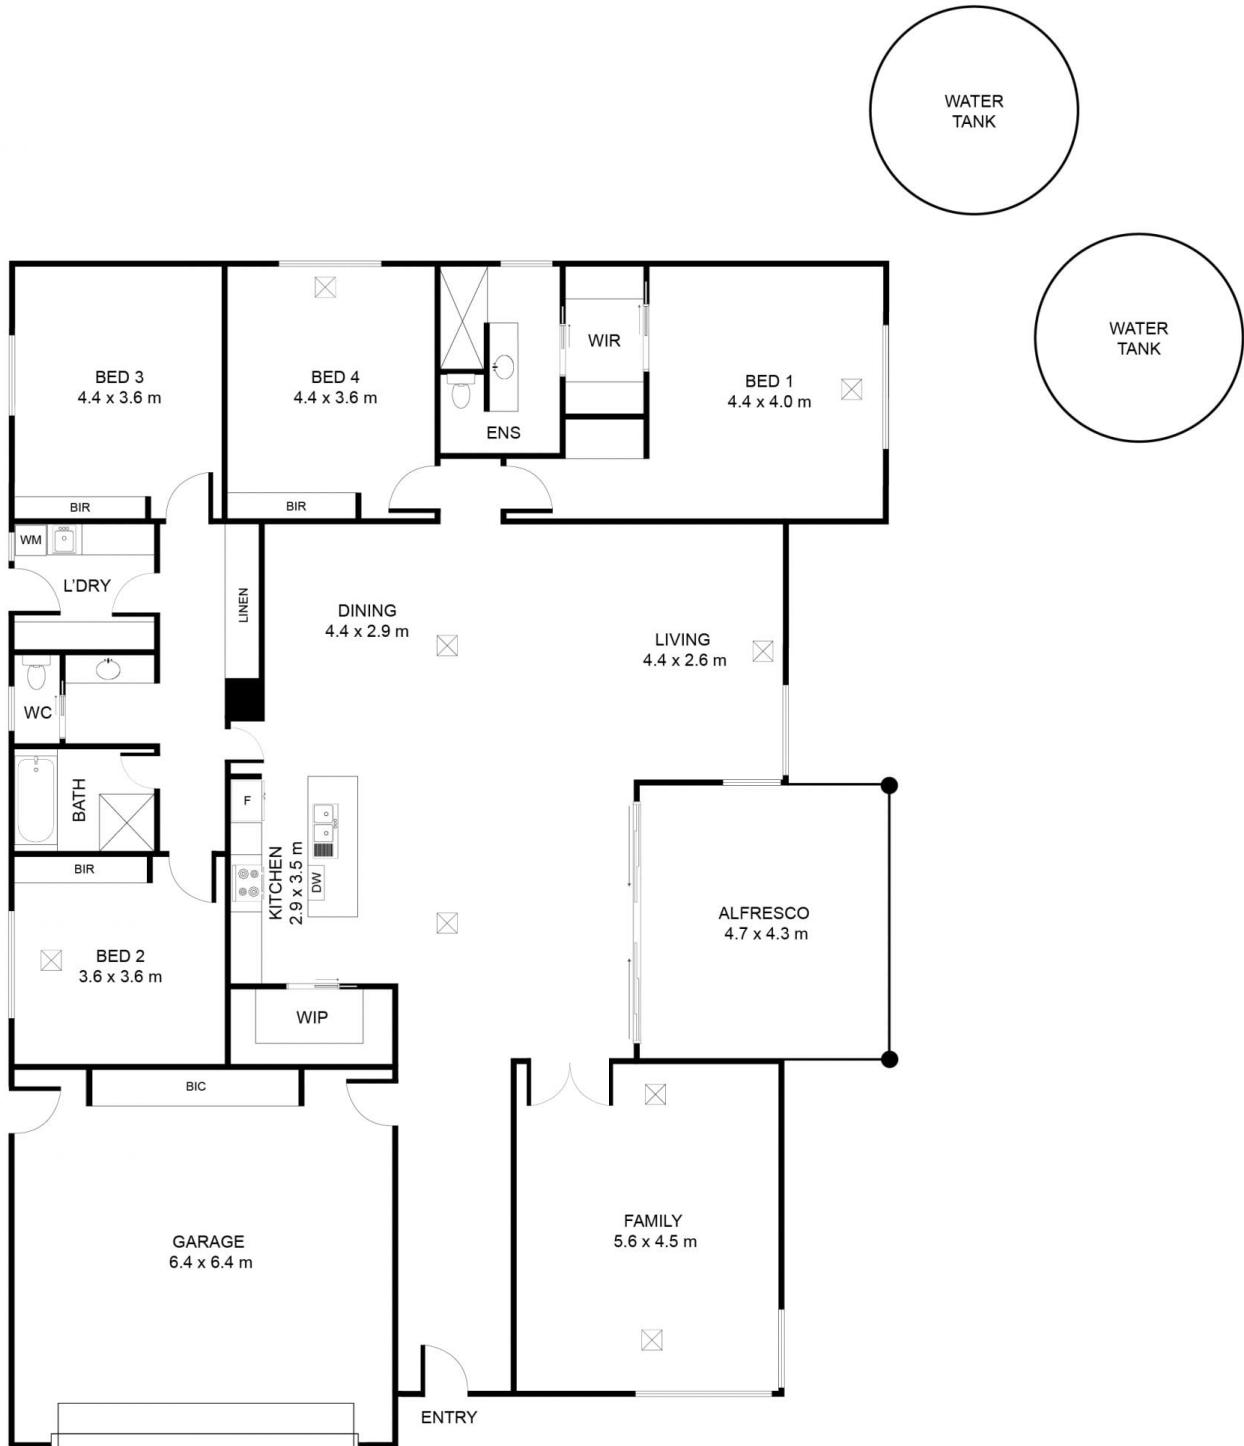 WATER
TANK
WATER
TANK
BED 3
4.4 x 3.6 m
BED 4
4.4 x 3.6 m
WIR
BED 1
4.4 x 4.0 m
ENS
BIR
BIR
WM
L'DRY
LINEN
DINING
4.4 x 2.9 m
LIVING
4.4 x 2.6 m
WC
BATH
F
KITCHEN
2.9 x 3.5 m
DW
BIR
BED 2
3.6 x 3.6 m
ALFRESCO
4.7 x 4.3 m
WIP
BIC
GARAGE
6.4 x 6.4 m
FAMILY
5.6 x 4.5 m
ENTRY